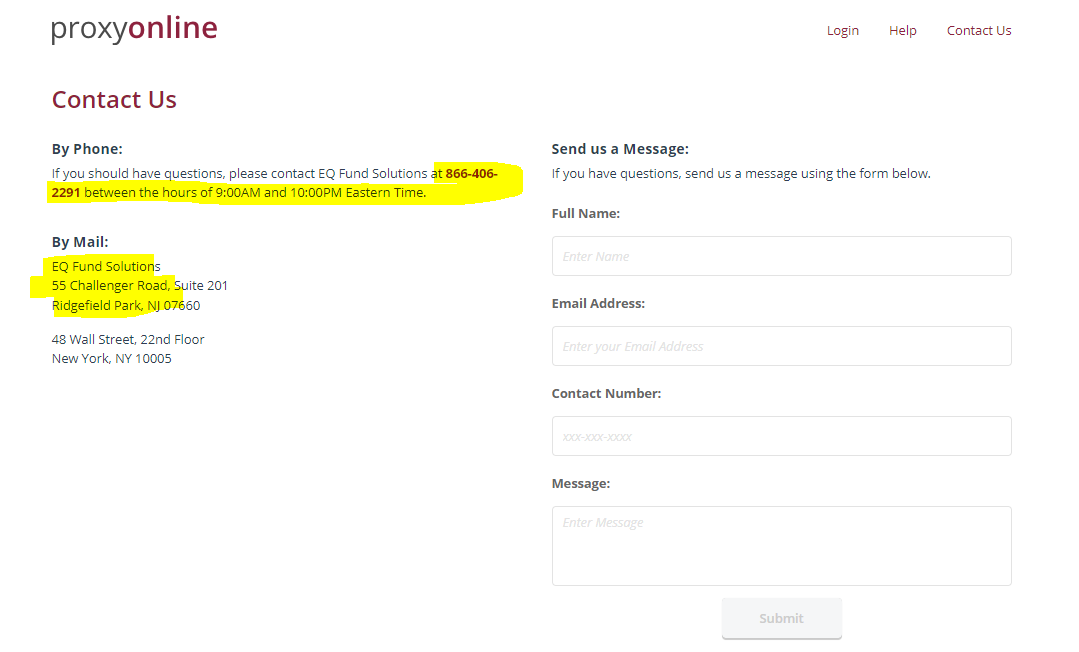 proxyonline
Login Help Contact Us
Contact Us
By Phone:
If you should have questions, please contact EQ Fund Solutions at 866-406-
2291 between the hours of 9:00AM and 10:00PM Eastern Time.
By Mail:
EQ Fund Solutions
55 Challenger Road, Suite 201
Ridgefield Park, NJ 07660
48 Wall Street, 22nd Floor
New York, NY 10005
Send us a Message:
If you have questions, send us a message using the form below.
Full Name:
Enter Name
Email Address:
Enter your Email Address
Contact Number:
xxx-xxx-xxxx
Message:
Enter Message
Submit